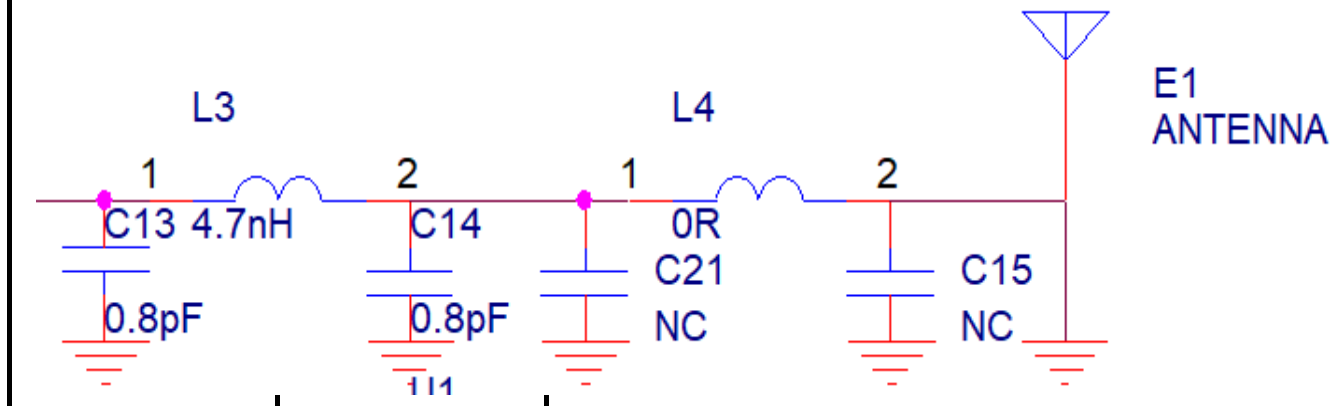 L3
L4
E1
ANTENNA
1
2
1
2
C13
4.7nH
C14
0R
C21
C15
0.8pF
0.8pF
NC
NC